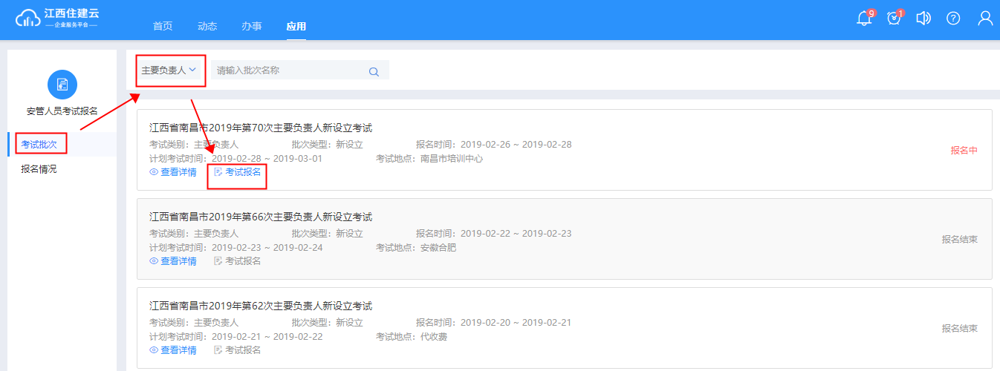 江西住建云
企业服务平台
首页 动态 办事 应用
9 1
安管人员考试报名
考试批次
报名情况
主要负责人 请输入批次名称
江西省南昌市2019年第70次主要负责人新设立考试
考试类别：主要负责人 批次类型：新设立 报名时间：2019-02-26 ~ 2019-02-28
计划考试时间：2019-02-28 ~ 2019-03-01 考试地点：南昌市培训中心
报名中
查看详情 考试报名
江西省南昌市2019年第66次主要负责人新设立考试
考试类别：主要负责人 批次类型：新设立 报名时间：2019-02-22 ~ 2019-02-23
计划考试时间：2019-02-23 ~ 2019-02-24 考试地点：安徽合肥
报名结束
查看详情 考试报名
江西省南昌市2019年第62次主要负责人新设立考试
考试类别：主要负责人 批次类型：新设立 报名时间：2019-02-20 ~ 2019-02-21
计划考试时间：2019-02-21 ~ 2019-02-22 考试地点：代收费
报名结束
查看详情 考试报名